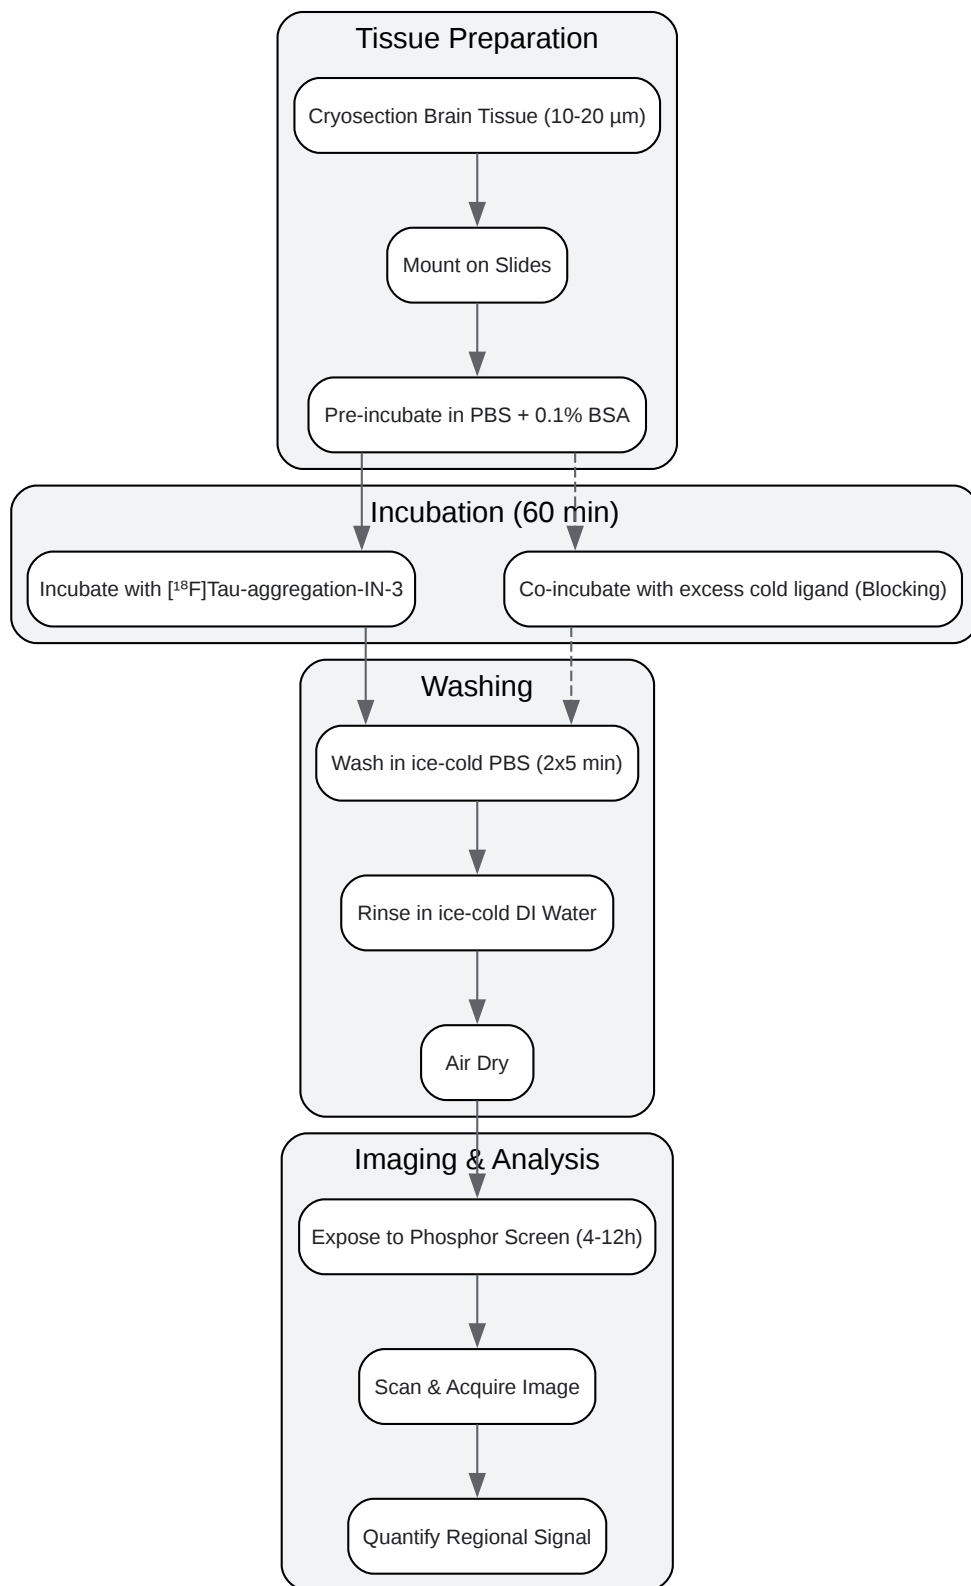 Tissue Preparation
Cryosection Brain Tissue (10-20 µm)
Mount on Slides
Pre-incubate in PBS + 0.1% BSA
Incubation (60 min)
Incubate with [¹⁸F]Tau-aggregation-IN-3
Co-incubate with excess cold ligand (Blocking)
Washing
Wash in ice-cold PBS (2x5 min)
Rinse in ice-cold DI Water
Air Dry
Imaging & Analysis
Expose to Phosphor Screen (4-12h)
Scan & Acquire Image
Quantify Regional Signal